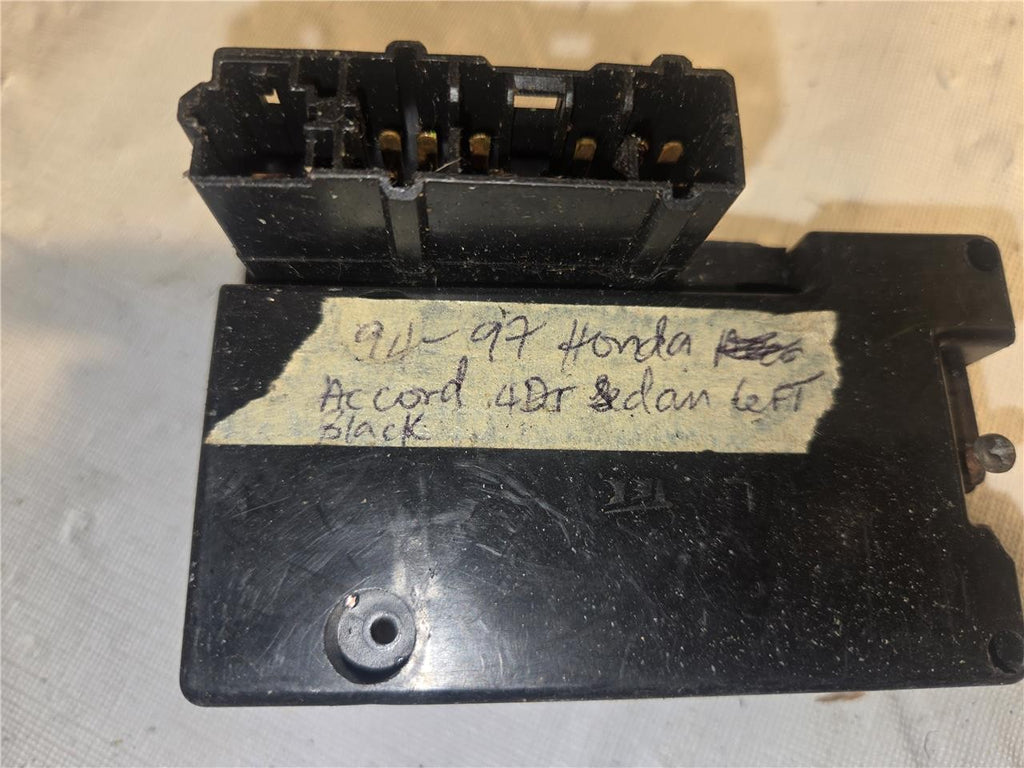 94-97 Honda
Accord 4Dr Sedan LeFT
black